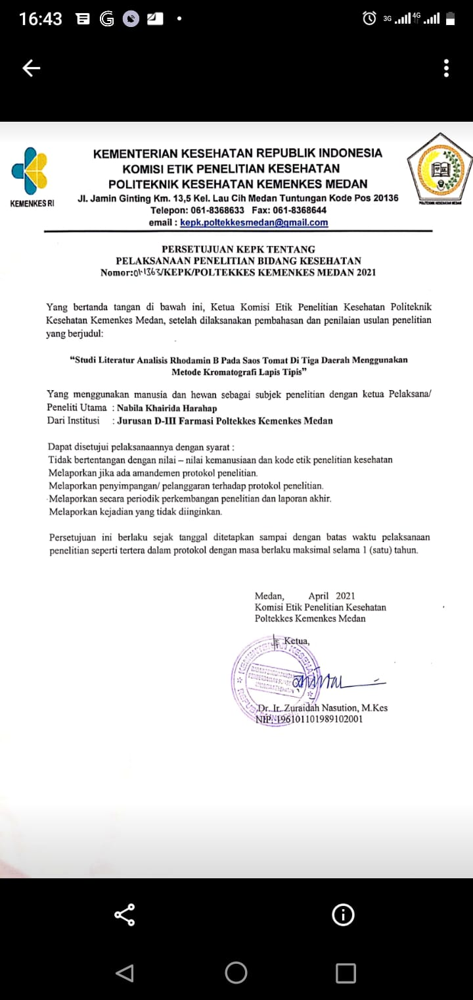 16:43
3G 4G
KEMENTERIAN KESEHATAN REPUBLIK INDONESIA
KOMISI ETIK PENELITIAN KESEHATAN
POLITEKNIK KESEHATAN KEMENKES MEDAN
Jl. Jamin Ginting Km. 13,5 Kel. Lau Cih Medan Tuntungan Kode Pos 20136
Telepon: 061-8368633 Fax: 061-8368644
email : kepk.poltekkesmedan@gmail.com
KEMENKES RI
POLITEKNIK KESEHATAN MEDAN
PERSETUJUAN KEPK TENTANG
PELAKSANAAN PENELITIAN BIDANG KESEHATAN
Nomor:01·1363/KEPK/POLTEKKES KEMENKES MEDAN 2021
Yang bertanda tangan di bawah ini, Ketua Komisi Etik Penelitian Kesehatan Politeknik
Kesehatan Kemenkes Medan, setelah dilaksanakan pembahasan dan penilaian usulan penelitian
yang berjudul:
“Studi Literatur Analisis Rhodamin B Pada Saos Tomat Di Tiga Daerah Menggunakan
Metode Kromatografi Lapis Tipis”
Yang menggunakan manusia dan hewan sebagai subjek penelitian dengan ketua Pelaksana/
Peneliti Utama : Nabila Khairida Harahap
Dari Institusi : Jurusan D-III Farmasi Poltekkes Kemenkes Medan
Dapat disetujui pelaksanaannya dengan syarat :
Tidak bertentangan dengan nilai – nilai kemanusiaan dan kode etik penelitian kesehatan
Melaporkan jika ada amandemen protokol penelitian.
Melaporkan penyimpangan/ pelanggaran terhadap protokol penelitian.
Melaporkan secara periodik perkembangan penelitian dan laporan akhir.
Melaporkan kejadian yang tidak diinginkan.
Persetujuan ini berlaku sejak tanggal ditetapkan sampai dengan batas waktu pelaksanaan
penelitian seperti tertera dalam protokol dengan masa berlaku maksimal selama 1 (satu) tahun.
Medan, April 2021
Komisi Etik Penelitian Kesehatan
Poltekkes Kemenkes Medan
Ketua,
Dr. Ir. Zuraidah Nasution, M.Kes
NIP. 196101101989102001